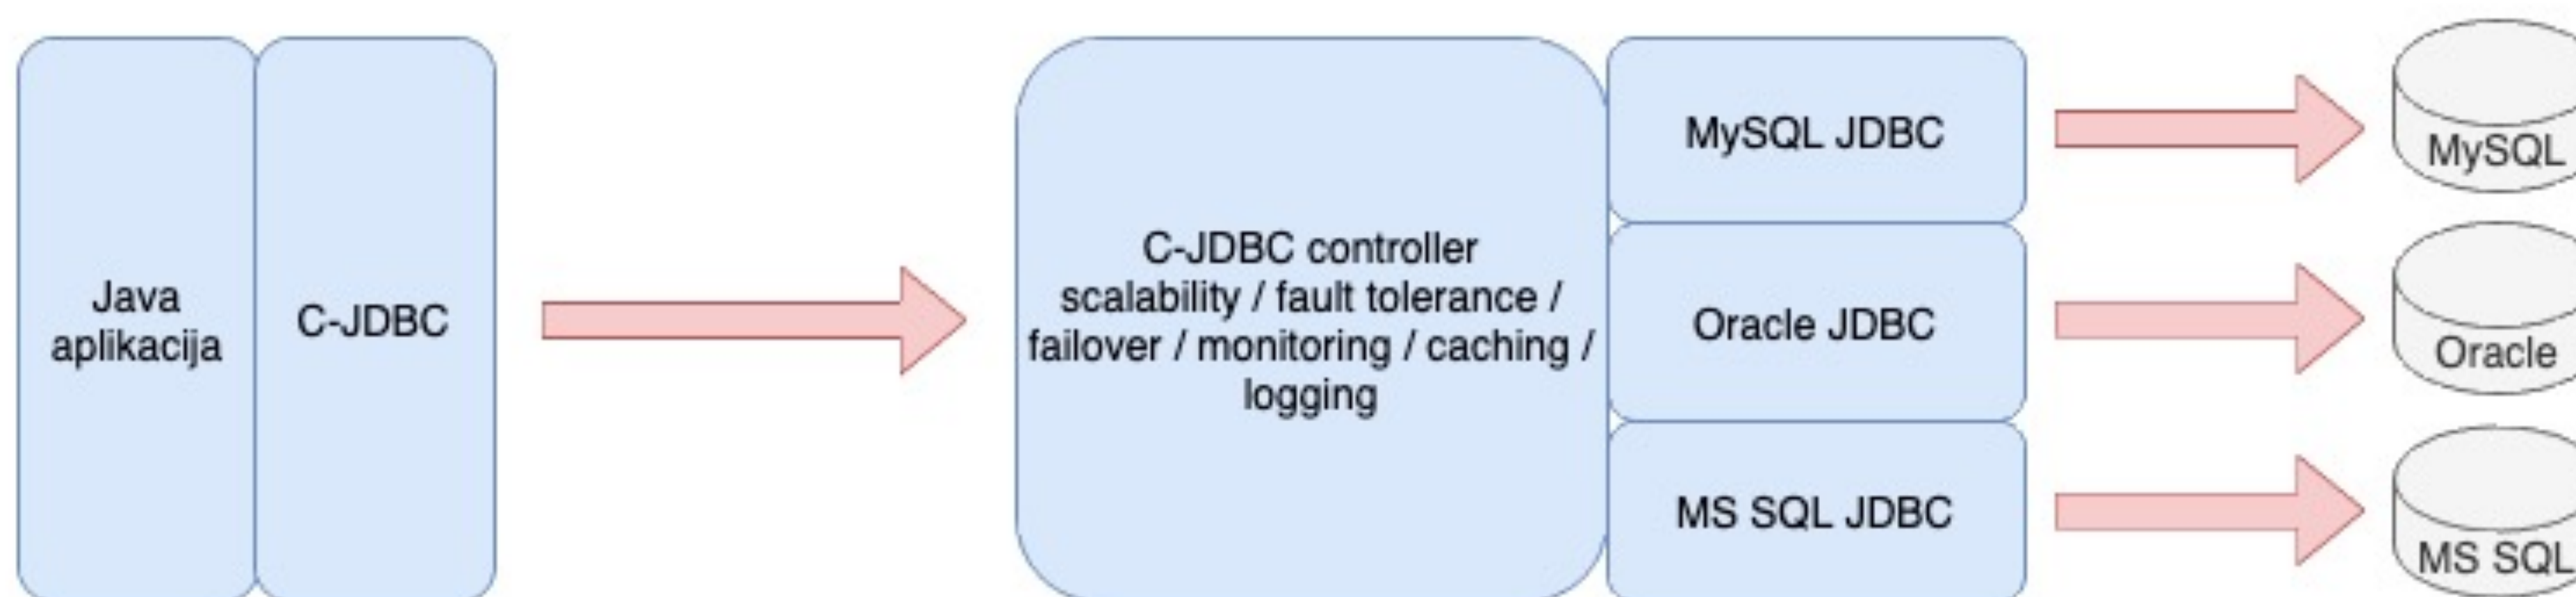 Java
aplikacija
C-JDBC
C-JDBC controller
scalability / fault tolerance /
failover / monitoring / caching /
logging
MySQL JDBC
Oracle JDBC
MS SQL JDBC
MySQL
Oracle
MS SQL